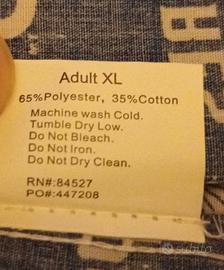 Adult XL
65%Polyester, 35%Cotton
Machine wash Cold.
Tumble Dry Low.
Do Not Bleach.
Do Not Iron.
Do Not Dry Clean.
RN#:84527
PO#:447208
subito